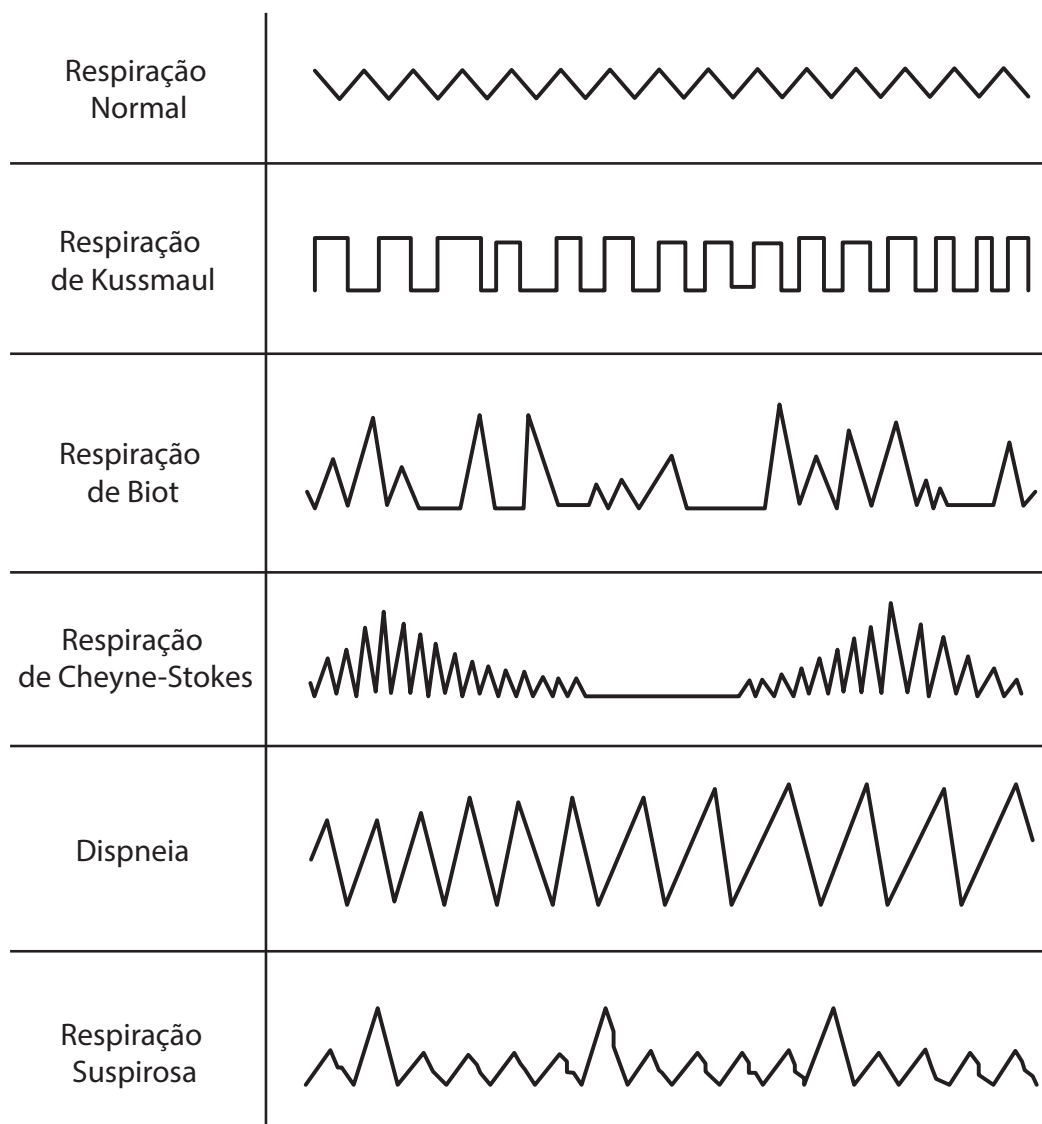 Respiração
Normal
Respiração
de Kussmaul
Respiração
de Biot
Respiração
de Cheyne-Stokes
Dispneia
Respiração
Suspirosa